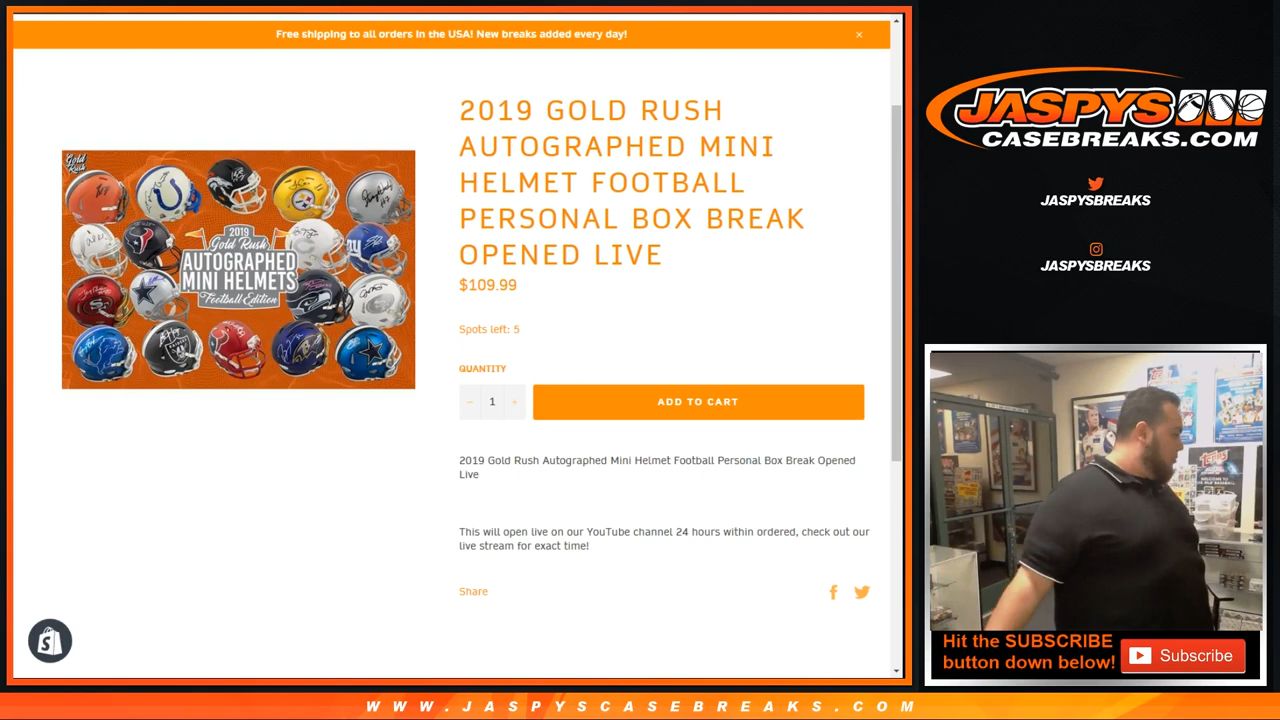 Free shipping to all orders in the USA! New breaks added every day!
×
2019 GOLD RUSH
AUTOGRAPHED MINI
HELMET FOOTBALL
PERSONAL BOX BREAK
OPENED LIVE
$109.99
Spots left: 5
QUANTITY
− 1 +
ADD TO CART
2019 Gold Rush Autographed Mini Helmet Football Personal Box Break Opened
Live
This will open live on our YouTube channel 24 hours within ordered, check out our
live stream for exact time!
Share
Gold
Rush
2019
Gold Rush
AUTOGRAPHED
MINI HELMETS
Football Edition
JASPYS
CASEBREAKS.COM
JASPYSBREAKS
JASPYSBREAKS
TOPPS
Hit the SUBSCRIBE
button down below!
Subscribe
WWW.JASPYSCASEBREAKS.COM